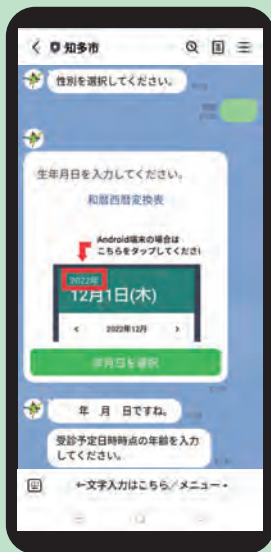 知多市
性別を選択してください。
生年月日を入力してください。
和暦西暦変換表
Android端末の場合は
こちらをタップしてくださ
2022年
12月1日(木)
< 2022年12月 >
年月日を選択
年 月 日ですね。
受診予定日時時点の年齢を入力
してください。
←文字入力はこちら/メニュー・